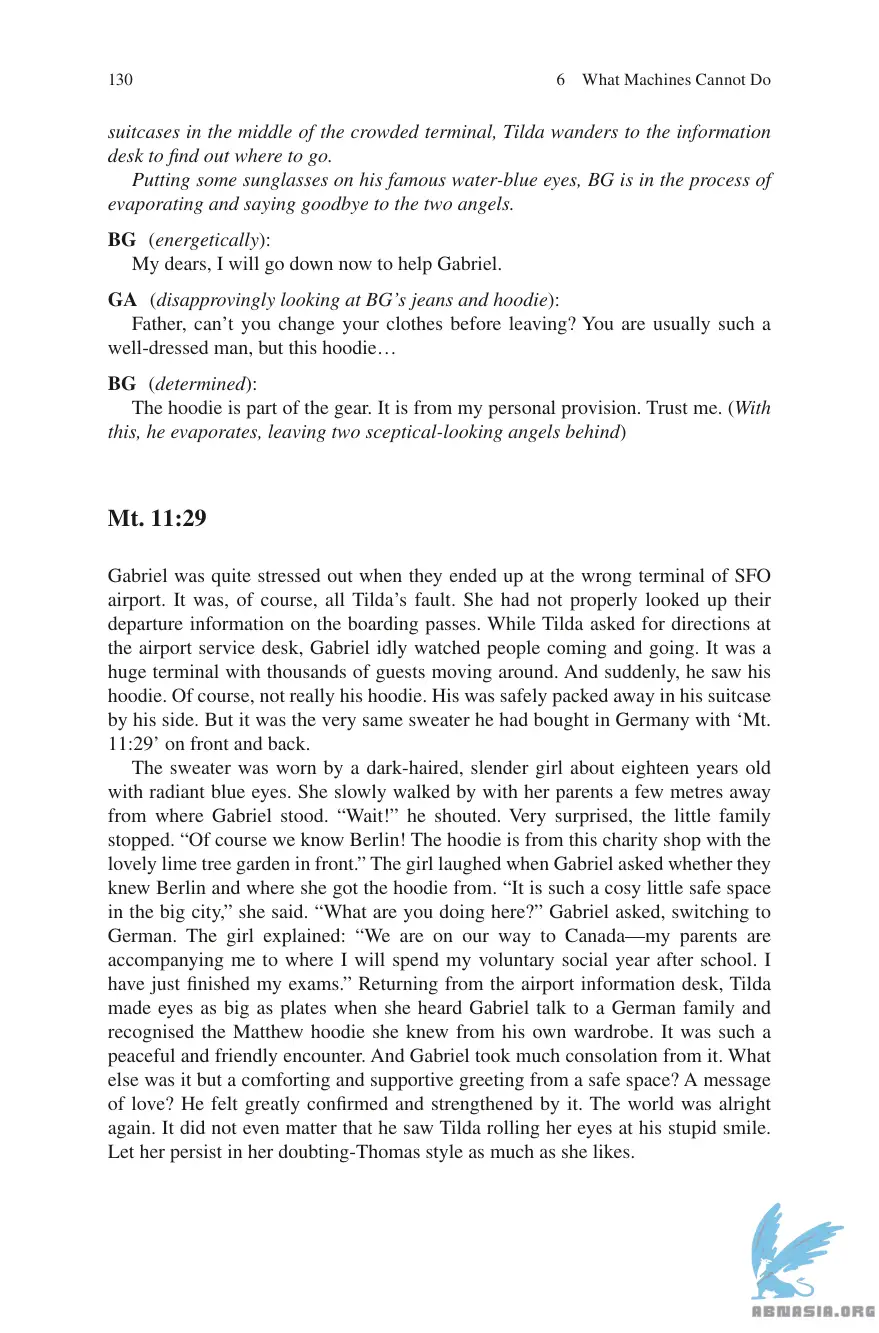 130
6 What Machines Cannot Do
suitcases in the middle of the crowded terminal, Tilda wanders to the information
desk to find out where to go.
Putting some sunglasses on his famous water-blue eyes, BG is in the process of
evaporating and saying goodbye to the two angels.
BG (energetically):
My dears, I will go down now to help Gabriel.
GA (disapprovingly looking at BG’s jeans and hoodie):
Father, can’t you change your clothes before leaving? You are usually such a
well-dressed man, but this hoodie…
BG (determined):
The hoodie is part of the gear. It is from my personal provision. Trust me. (With
this, he evaporates, leaving two sceptical-looking angels behind)
Mt. 11:29
Gabriel was quite stressed out when they ended up at the wrong terminal of SFO
airport. It was, of course, all Tilda’s fault. She had not properly looked up their
departure information on the boarding passes. While Tilda asked for directions at
the airport service desk, Gabriel idly watched people coming and going. It was a
huge terminal with thousands of guests moving around. And suddenly, he saw his
hoodie. Of course, not really his hoodie. His was safely packed away in his suitcase
by his side. But it was the very same sweater he had bought in Germany with ‘Mt.
11:29’ on front and back.
The sweater was worn by a dark-haired, slender girl about eighteen years old
with radiant blue eyes. She slowly walked by with her parents a few metres away
from where Gabriel stood. “Wait!” he shouted. Very surprised, the little family
stopped. “Of course we know Berlin! The hoodie is from this charity shop with the
lovely lime tree garden in front.” The girl laughed when Gabriel asked whether they
knew Berlin and where she got the hoodie from. “It is such a cosy little safe space
in the big city,” she said. “What are you doing here?” Gabriel asked, switching to
German. The girl explained: “We are on our way to Canada—my parents are
accompanying me to where I will spend my voluntary social year after school. I
have just finished my exams.” Returning from the airport information desk, Tilda
made eyes as big as plates when she heard Gabriel talk to a German family and
recognised the Matthew hoodie she knew from his own wardrobe. It was such a
peaceful and friendly encounter. And Gabriel took much consolation from it. What
else was it but a comforting and supportive greeting from a safe space? A message
of love? He felt greatly confirmed and strengthened by it. The world was alright
again. It did not even matter that he saw Tilda rolling her eyes at his stupid smile.
Let her persist in her doubting-Thomas style as much as she likes.
ABNASIA.ORG